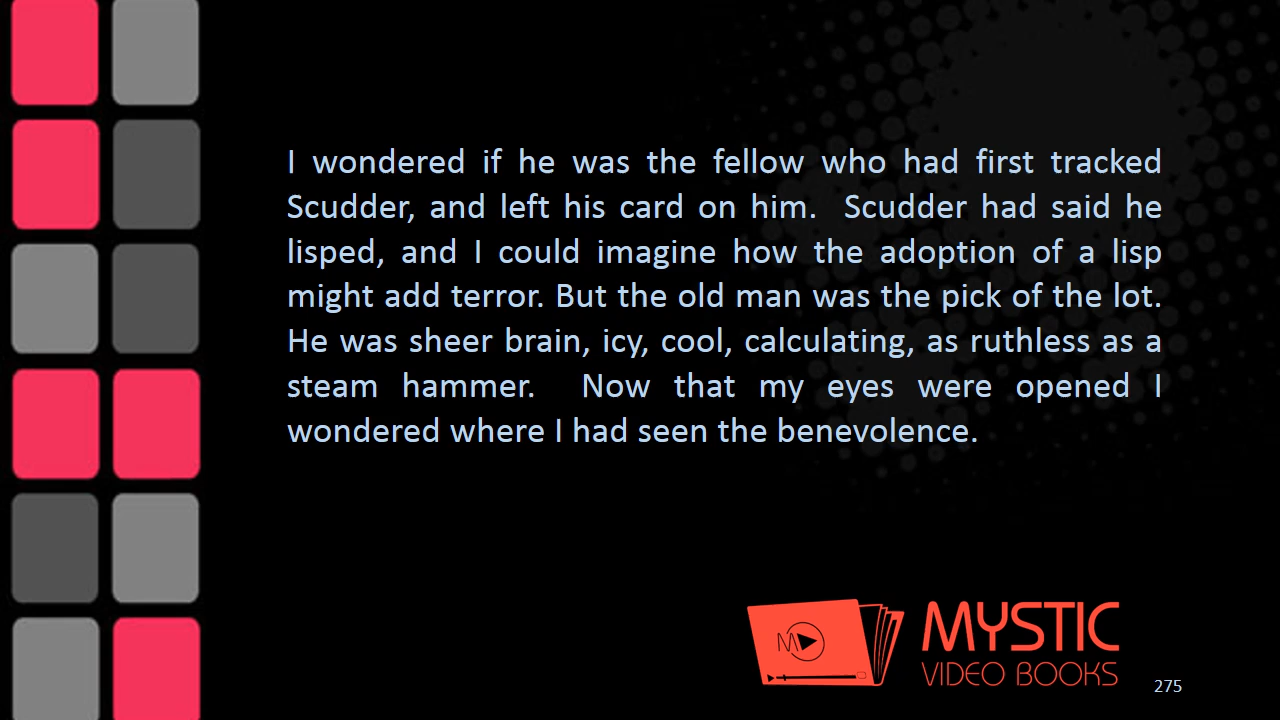 I wondered if he was the fellow who had first tracked
Scudder, and left his card on him.  Scudder had said he
lisped, and I could imagine how the adoption of a lisp
might add terror. But the old man was the pick of the lot.
He was sheer brain, icy, cool, calculating, as ruthless as a
steam hammer.  Now that my eyes were opened I
wondered where I had seen the benevolence.
M
MYSTIC
VIDEO BOOKS
275